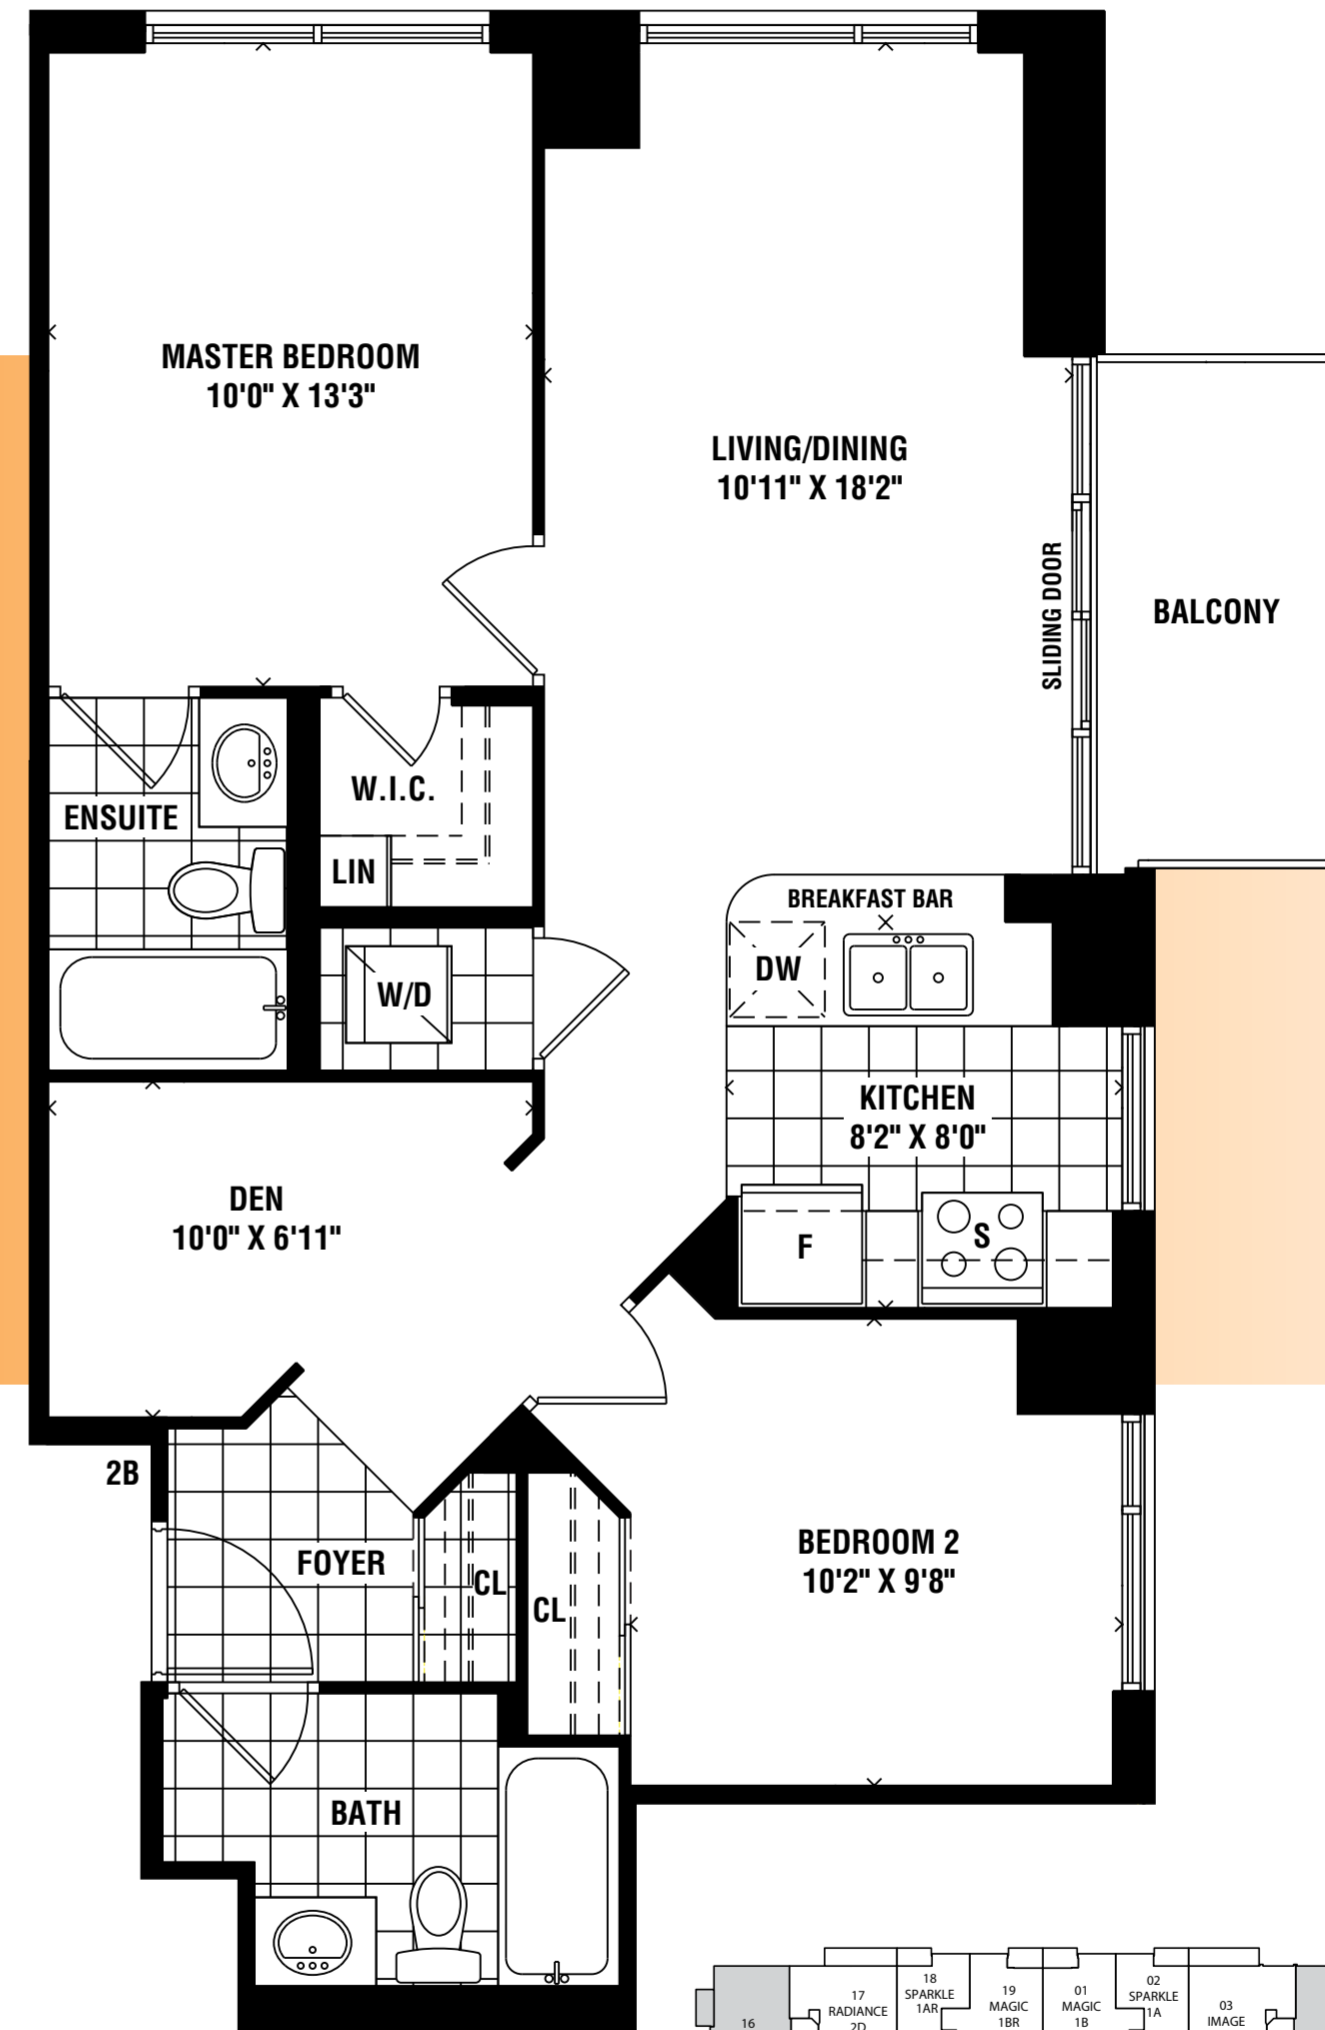 MASTER BEDROOM
10'0" X 13'3"
LIVING/DINING
10'11" X 18'2"
SLIDING DOOR
BALCONY
W.I.C.
ENSUITE
LIN
BREAKFAST BAR
DW
W/D
KITCHEN
8'2" X 8'0"
DEN
10'0" X 6'11"
F
S
2B
FOYER
CL
CL
BEDROOM 2
10'2" X 9'8"
BATH
16
17
RADIANCE
2D
18
SPARKLE
1AR
19
MAGIC
1BR
01
MAGIC
1B
02
SPARKLE
1A
03
IMAGE